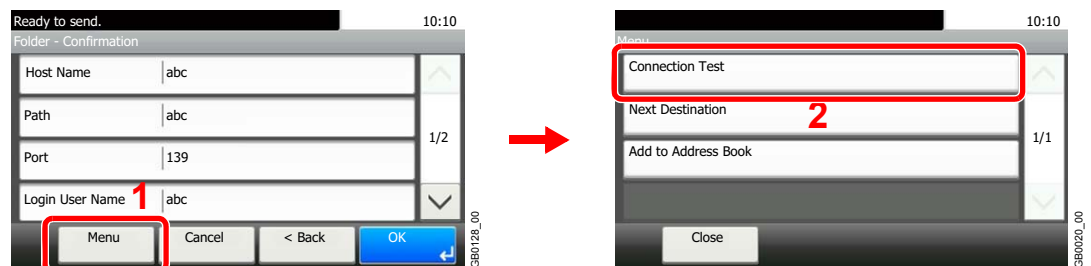 Ready to send.
10:10
Folder - Confirmation
Host Name
abc
Path
abc
1/2
Port
139
Login User Name
1
abc
Menu
Cancel
< Back
OK
GB0128_00
10:10
Menu
Connection Test
Next Destination
2
1/1
Add to Address Book
Close
GB0020_00